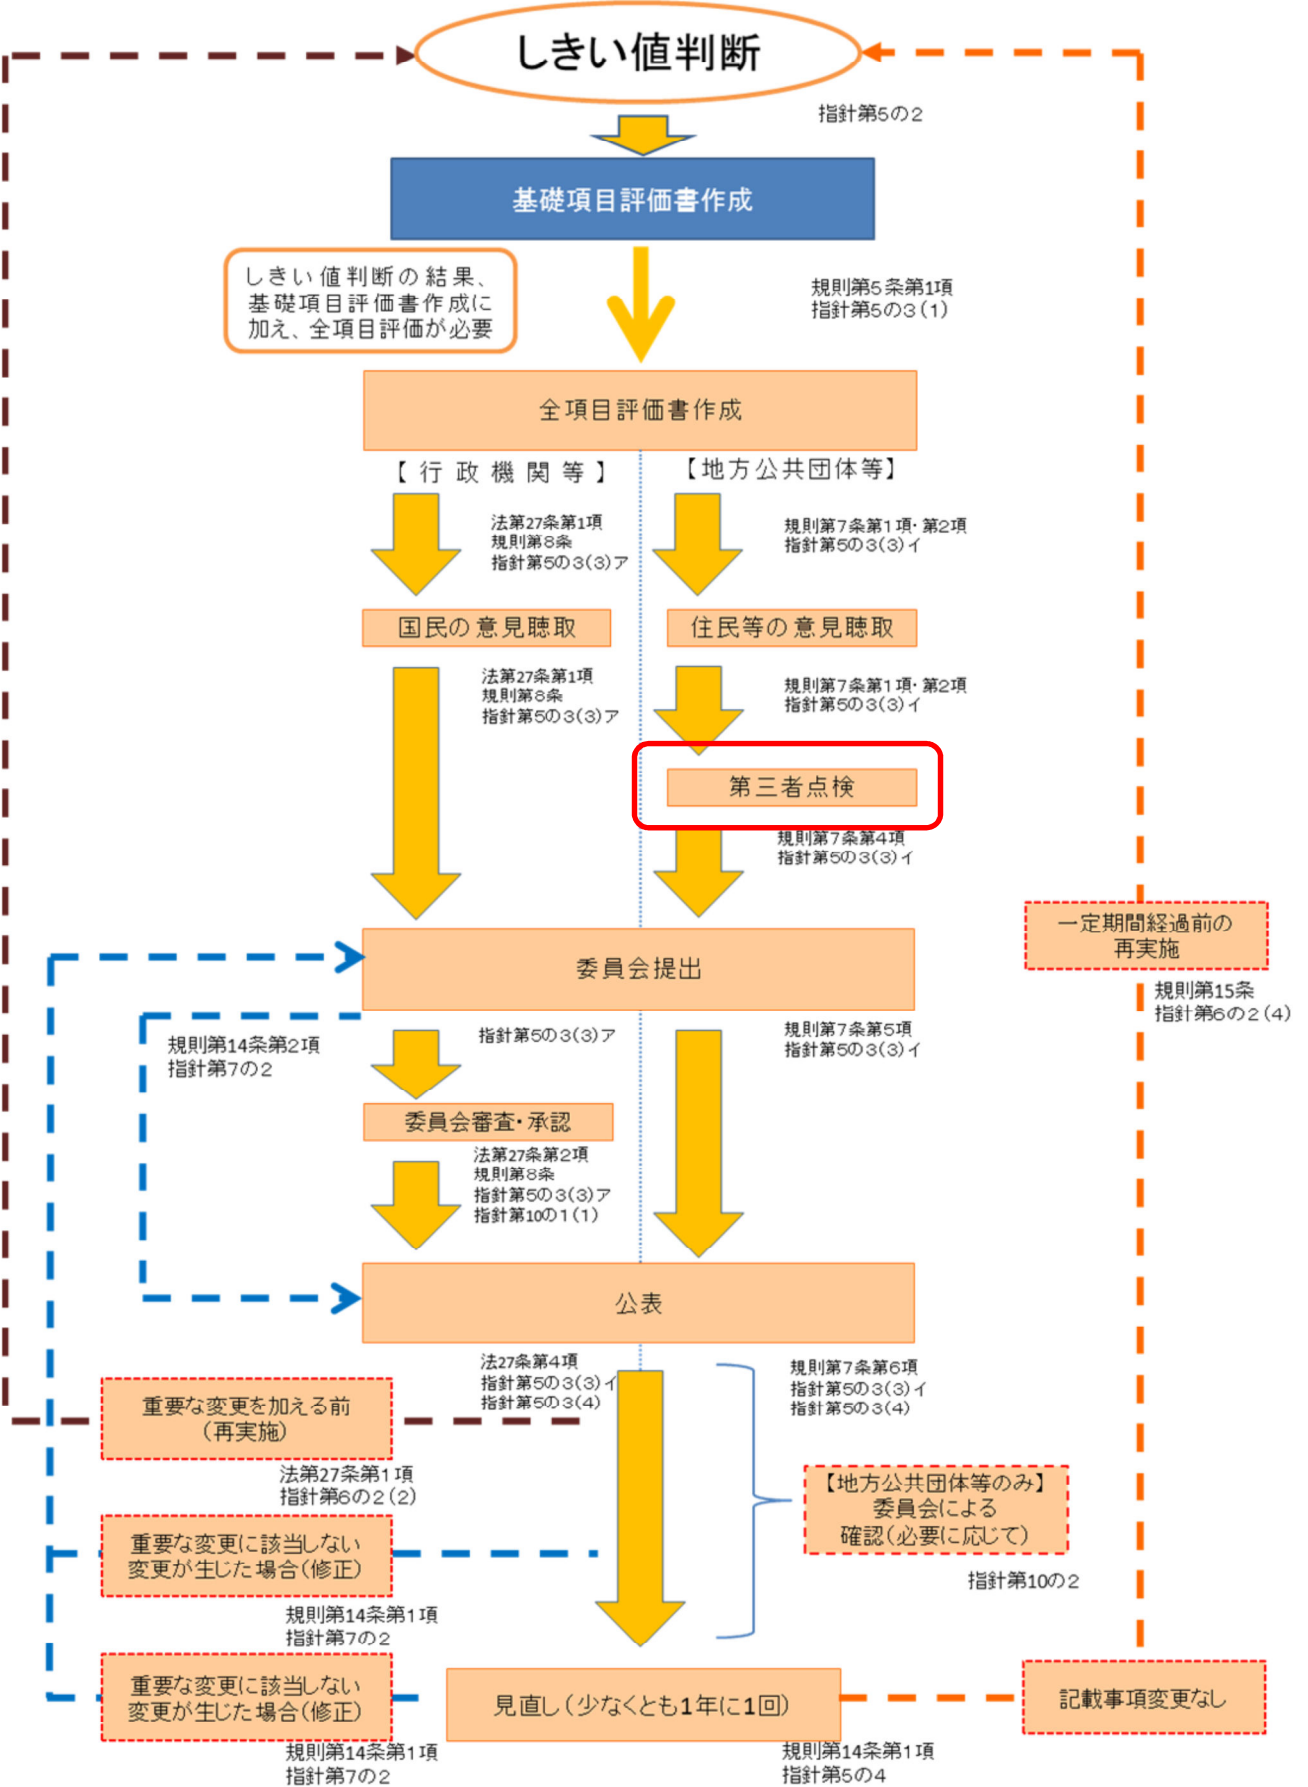 しきい値判断
指針第5の2
基礎項目評価書作成
しきい値判断の結果、
基礎項目評価書作成に
加え、全項目評価が必要
規則第5条第1項
指針第5の3(1)
全項目評価書作成
【行政機関等】
【地方公共団体等】
法第27条第1項
規則第8条
指針第5の3(3)ア
規則第7条第1項・第2項
指針第5の3(3)イ
国民の意見聴取
住民等の意見聴取
法第27条第1項
規則第8条
指針第5の3(3)ア
規則第7条第1項・第2項
指針第5の3(3)イ
第三者点検
規則第7条第4項
指針第5の3(3)イ
一定期間経過前の
再実施
規則第15条
指針第6の2(4)
委員会提出
規則第14条第2項
指針第7の2
指針第5の3(3)ア
規則第7条第5項
指針第5の3(3)イ
委員会審査・承認
法第27条第2項
規則第8条
指針第5の3(3)ア
指針第10の1(1)
公表
法27条第4項
指針第5の3(3)イ
指針第5の3(4)
規則第7条第6項
指針第5の3(3)イ
指針第5の3(4)
重要な変更を加える前
(再実施)
法第27条第1項
指針第6の2(2)
【地方公共団体等のみ】
委員会による
確認(必要に応じて)
指針第10の2
重要な変更に該当しない
変更が生じた場合(修正)
規則第14条第1項
指針第7の2
重要な変更に該当しない
変更が生じた場合(修正)
規則第14条第1項
指針第7の2
見直し(少なくとも1年に1回)
規則第14条第1項
指針第5の4
記載事項変更なし